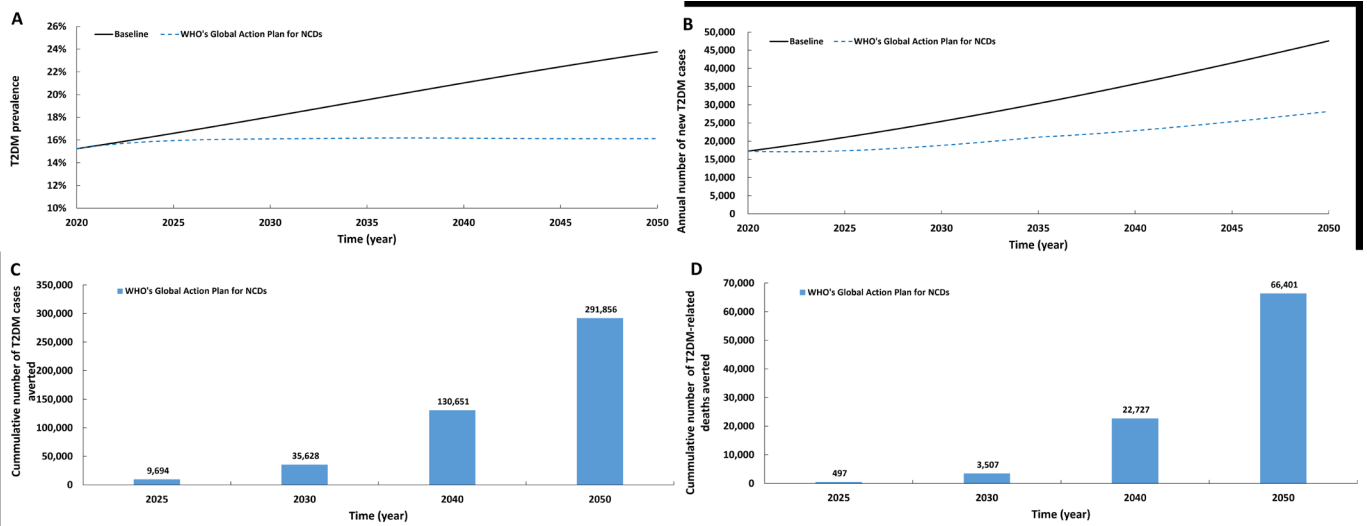 A
T2DM prevalence
26%
24%
22%
20%
18%
16%
14%
12%
10%
Baseline
WHO's Global Action Plan for NCDs
2020 2025 2030 2035 2040 2045 2050
Time (year)
B
Annual number of new T2DM cases
50,000
45,000
40,000
35,000
30,000
25,000
20,000
15,000
10,000
5,000
0
Baseline
WHO's Global Action Plan for NCDs
2020 2025 2030 2035 2040 2045 2050
Time (year)
C
Cummulative number of T2DM cases
averted
350,000
300,000
250,000
200,000
150,000
100,000
50,000
0
WHO's Global Action Plan for NCDs
9,694
35,628
130,651
291,856
2025 2030 2040 2050
Time (year)
D
Cummulative number of T2DM-related
deaths averted
70,000
60,000
50,000
40,000
30,000
20,000
10,000
0
WHO's Global Action Plan for NCDs
497
3,507
22,727
66,401
2025 2030 2040 2050
Time (year)